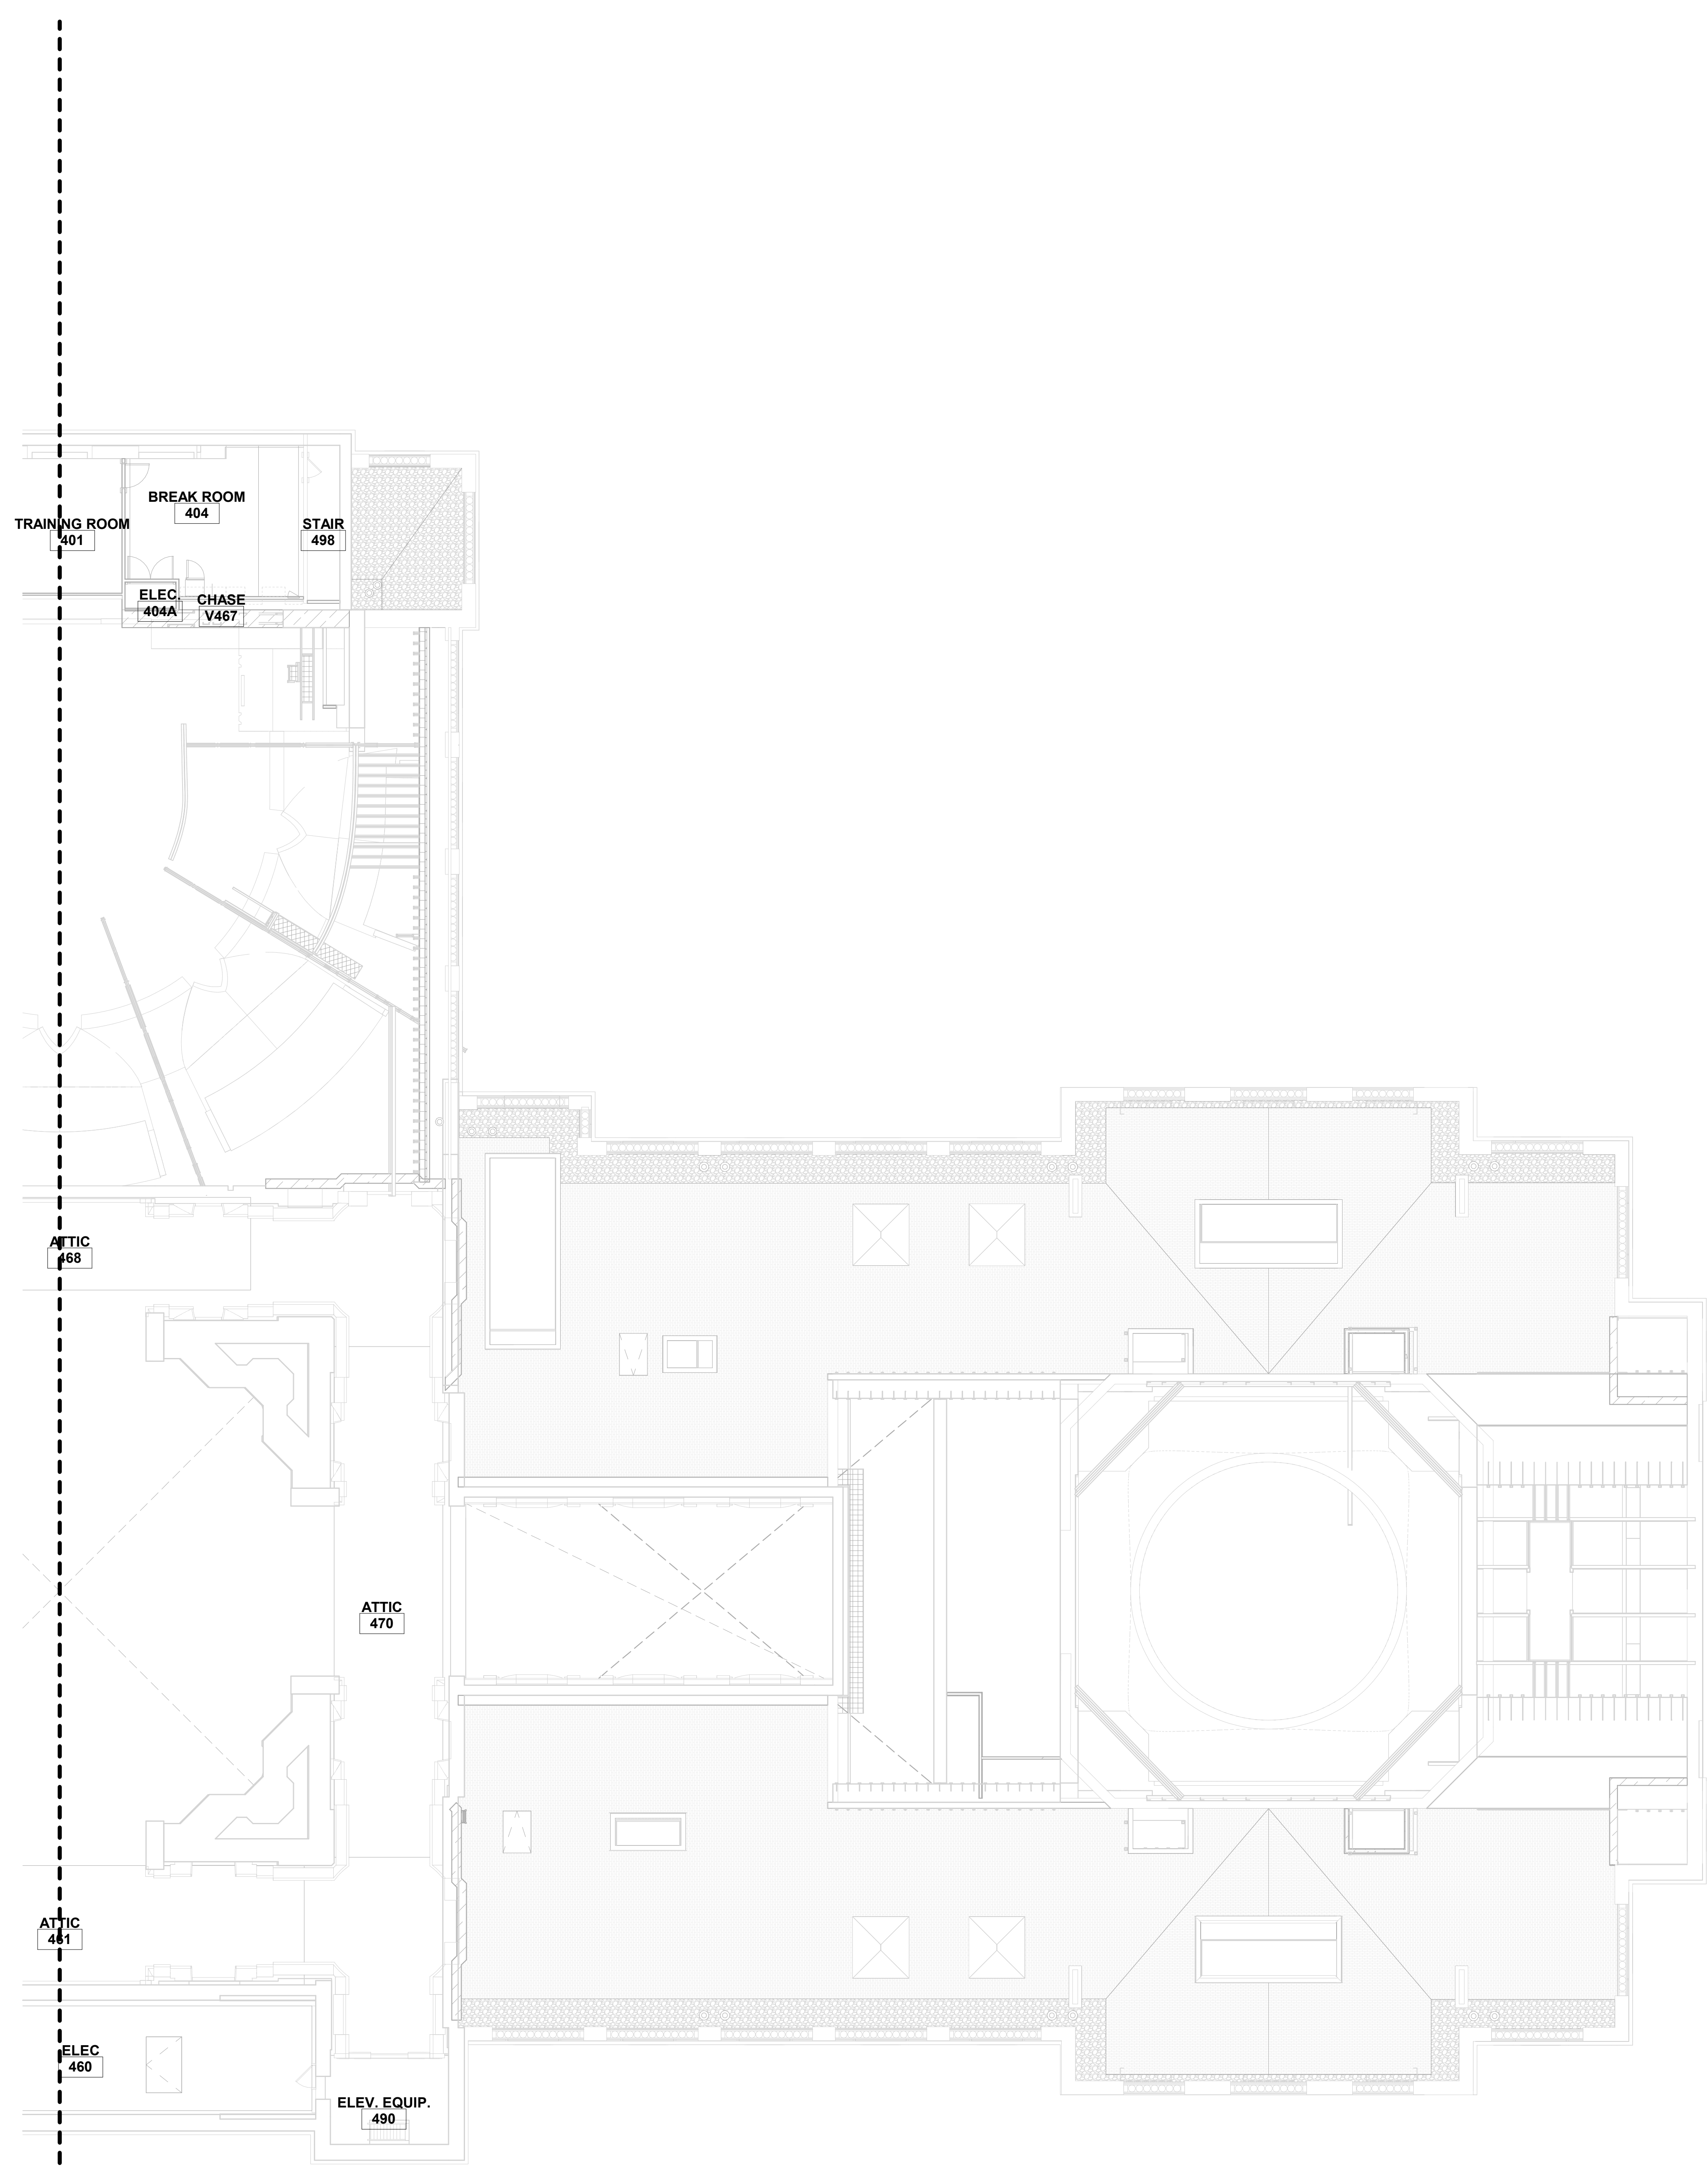 BREAK ROOM
404
TRAINING ROOM
401
STAIR
498
ELEC.
404A
CHASE
V467
ATTIC
468
ATTIC
470
ATTIC
461
ELEC
460
ELEV. EQUIP.
490